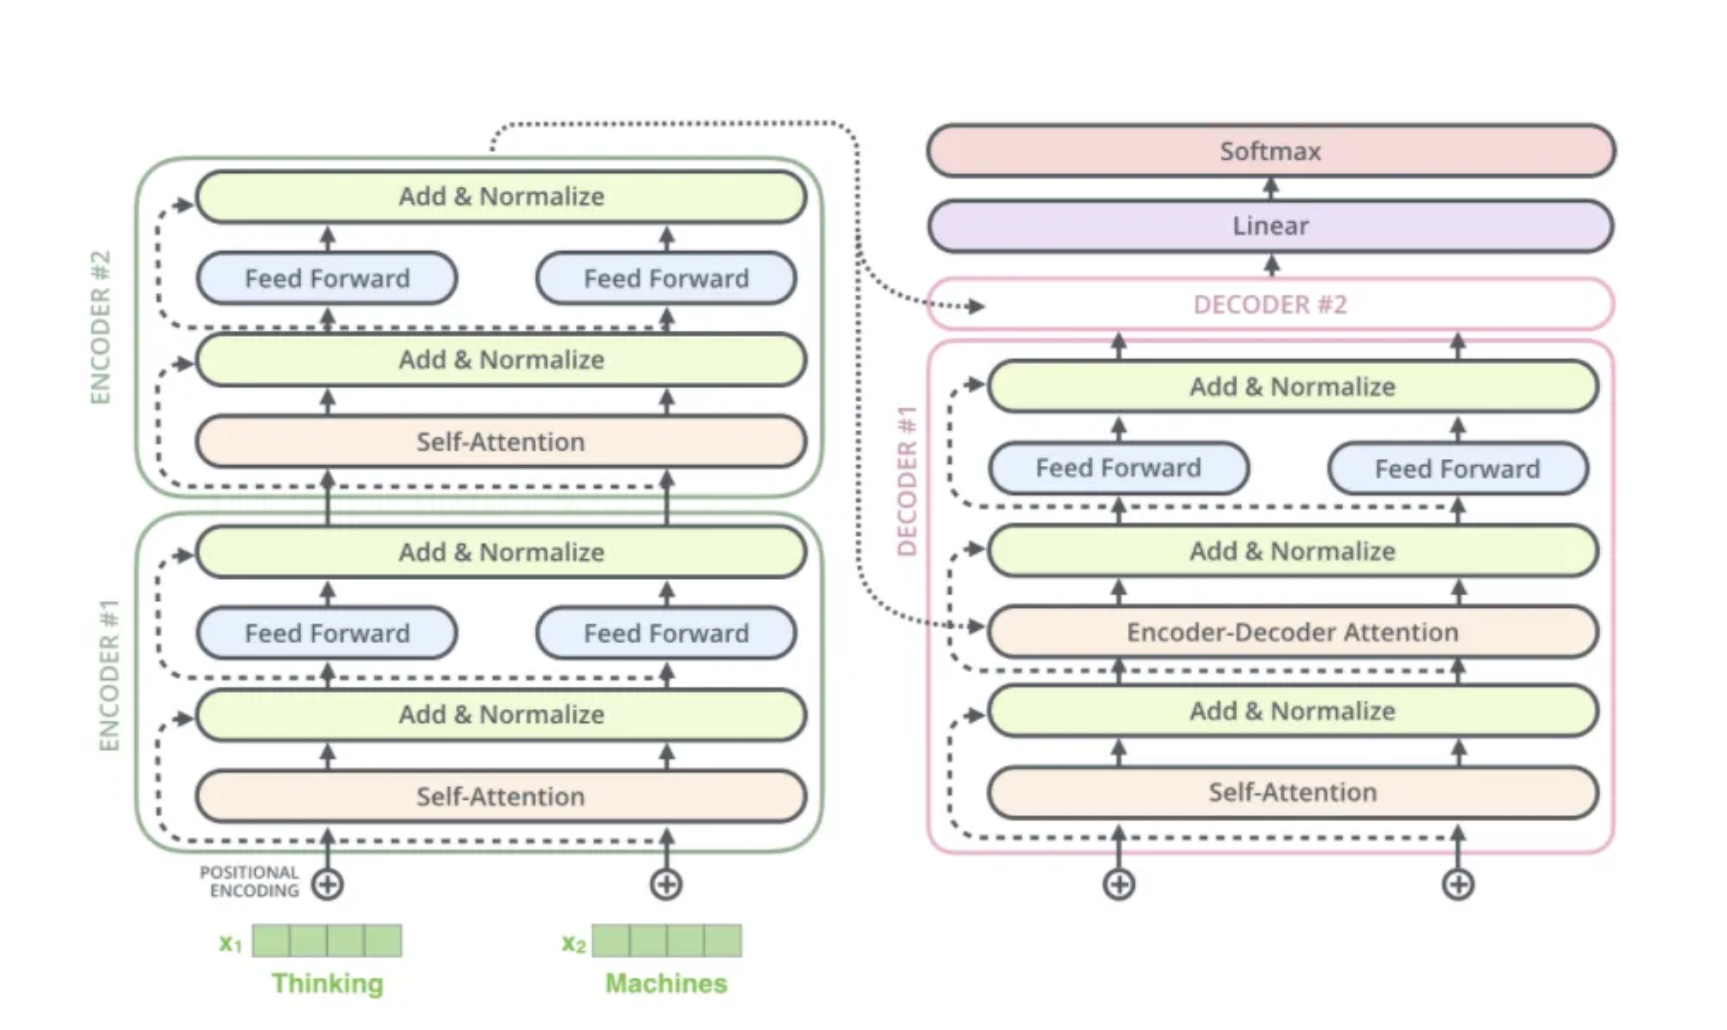 ENCODER #2
Add & Normalize
Feed Forward
Feed Forward
Add & Normalize
Self-Attention
ENCODER #1
Add & Normalize
Feed Forward
Feed Forward
Add & Normalize
Self-Attention
POSITIONAL
ENCODING
x1
x2
Thinking
Machines
Softmax
Linear
DECODER #2
DECODER #1
Add & Normalize
Feed Forward
Feed Forward
Add & Normalize
Encoder-Decoder Attention
Add & Normalize
Self-Attention